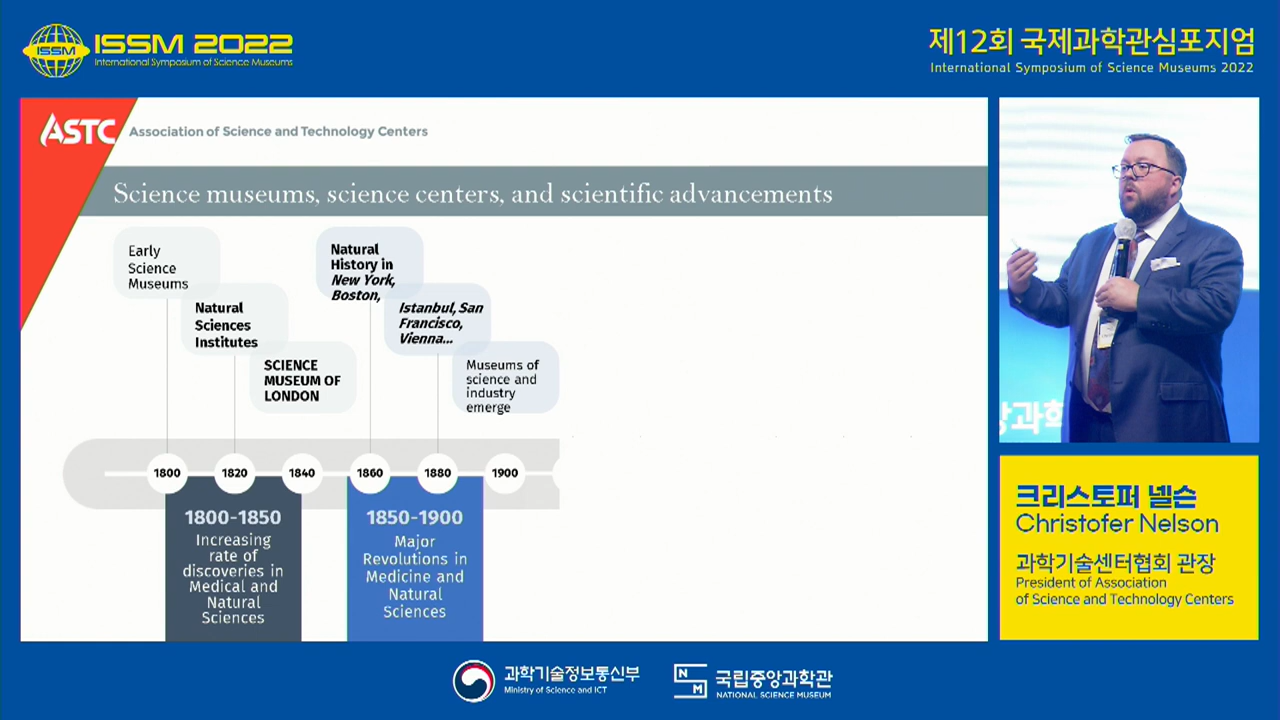 ISSM
ISSM 2022
International Symposium of Science Museums
제12회 국제과학관심포지엄
International Symposium of Science Museums 2022
ASTC
Association of Science and Technology Centers
Science museums, science centers, and scientific advancements
Early
Science
Museums
Natural
Sciences
Institutes
SCIENCE
MUSEUM OF
LONDON
Natural
History in
New York,
Boston,
Istanbul, San
Francisco,
Vienna...
Museums of
science and
industry
emerge
1800
1820
1840
1860
1880
1900
1800-1850
Increasing
rate of
discoveries in
Medical and
Natural
Sciences
1850-1900
Major
Revolutions in
Medicine and
Natural
Sciences
앙과학
크리스토퍼 넬슨
Christofer Nelson
과학기술센터협회 관장
President of Association
of Science and Technology Centers
과학기술정보통신부
Ministry of Science and ICT
NSM
국립중앙과학관
NATIONAL SCIENCE MUSEUM